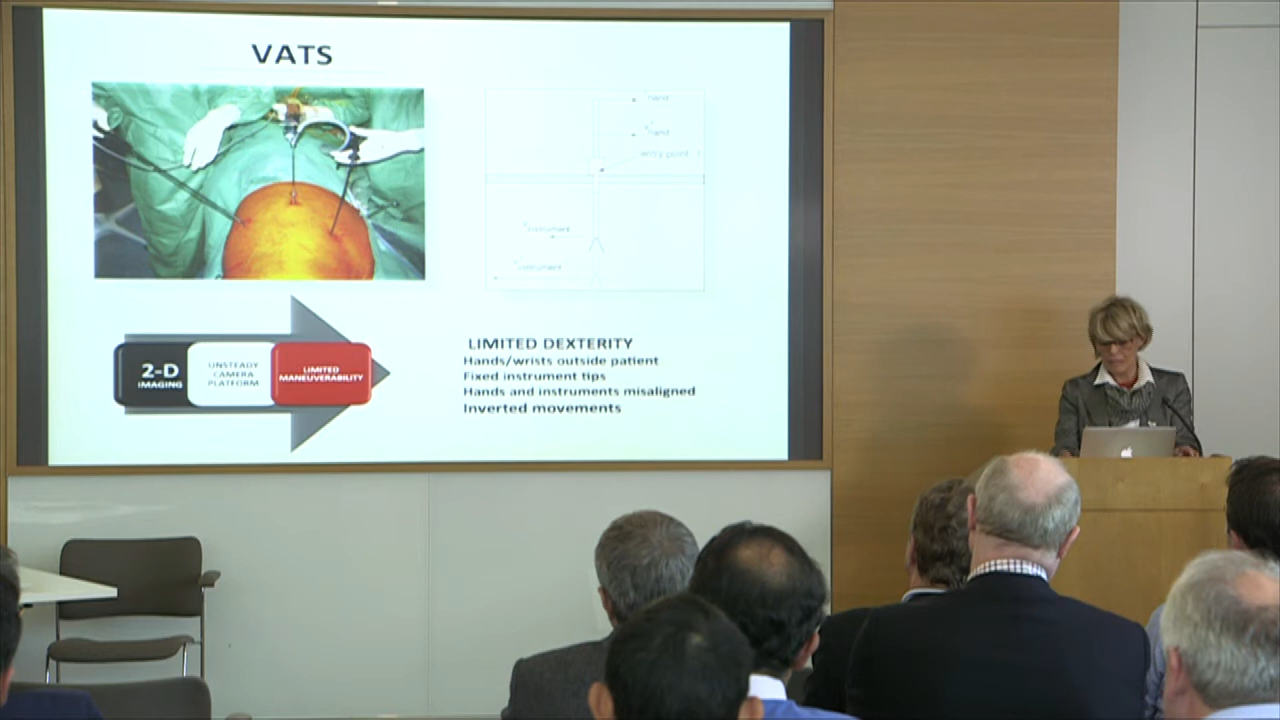 VATS
hand
hand
entry point
instrument
instrument
2-D
IMAGING
UNSTEADY
CAMERA
PLATFORM
LIMITED
MANEUVERABILITY
LIMITED DEXTERITY
Hands/wrists outside patient
Fixed instrument tips
Hands and instruments misaligned
Inverted movements